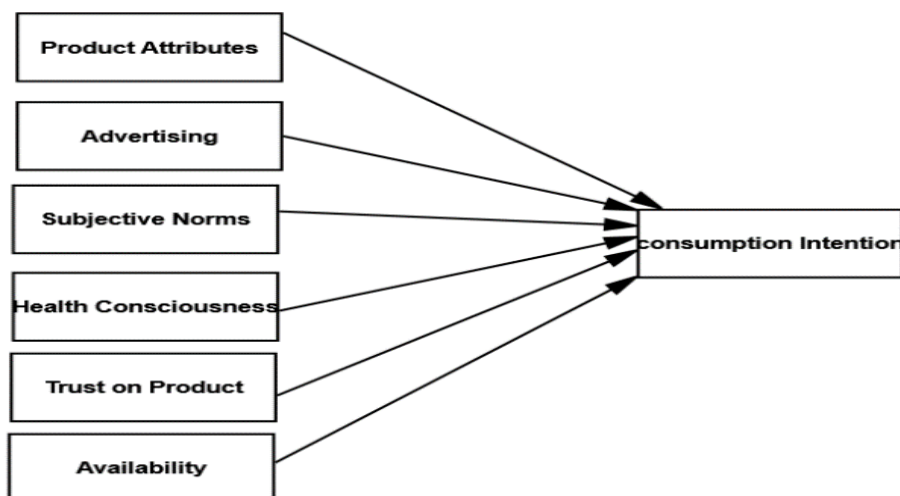 Product Attributes
Advertising
Subjective Norms
consumption Intention
Health Consciousness
Trust on Product
Availability